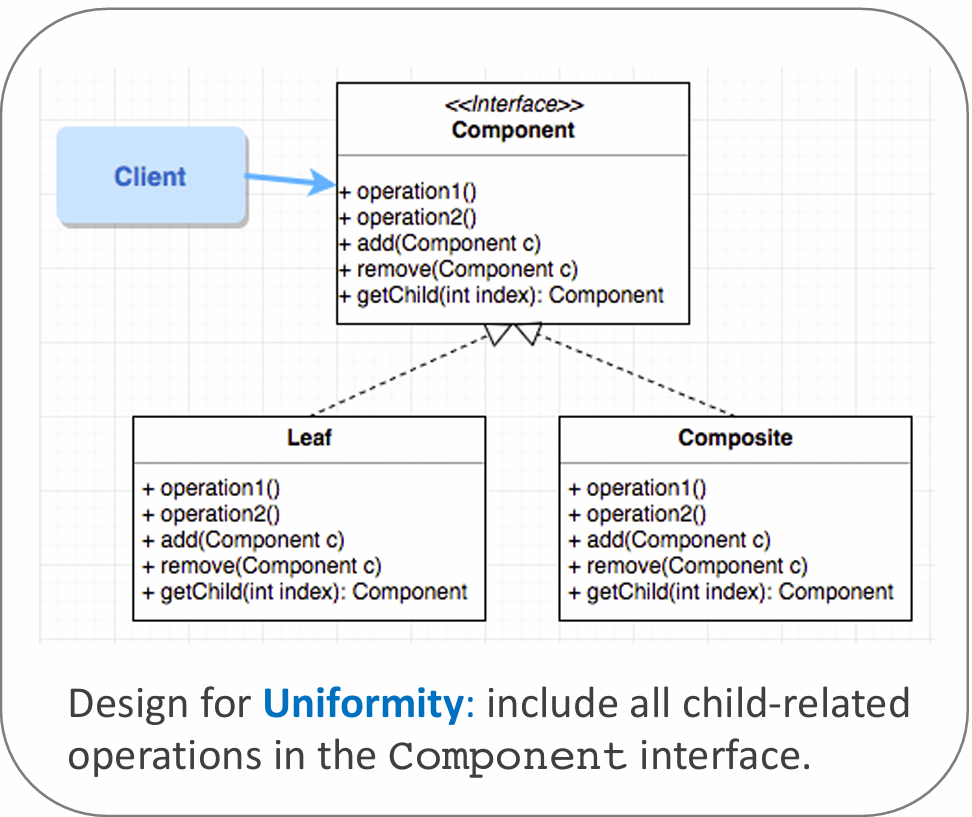 <<Interface>>
Component
Client
+ operation1()
+ operation2()
+ add(Component c)
+ remove(Component c)
+ getChild(int index): Component
Leaf
+ operation1()
+ operation2()
+ add(Component c)
+ remove(Component c)
+ getChild(int index): Component
Composite
+ operation1()
+ operation2()
+ add(Component c)
+ remove(Component c)
+ getChild(int index): Component
Design for Uniformity: include all child-related
operations in the Component interface.